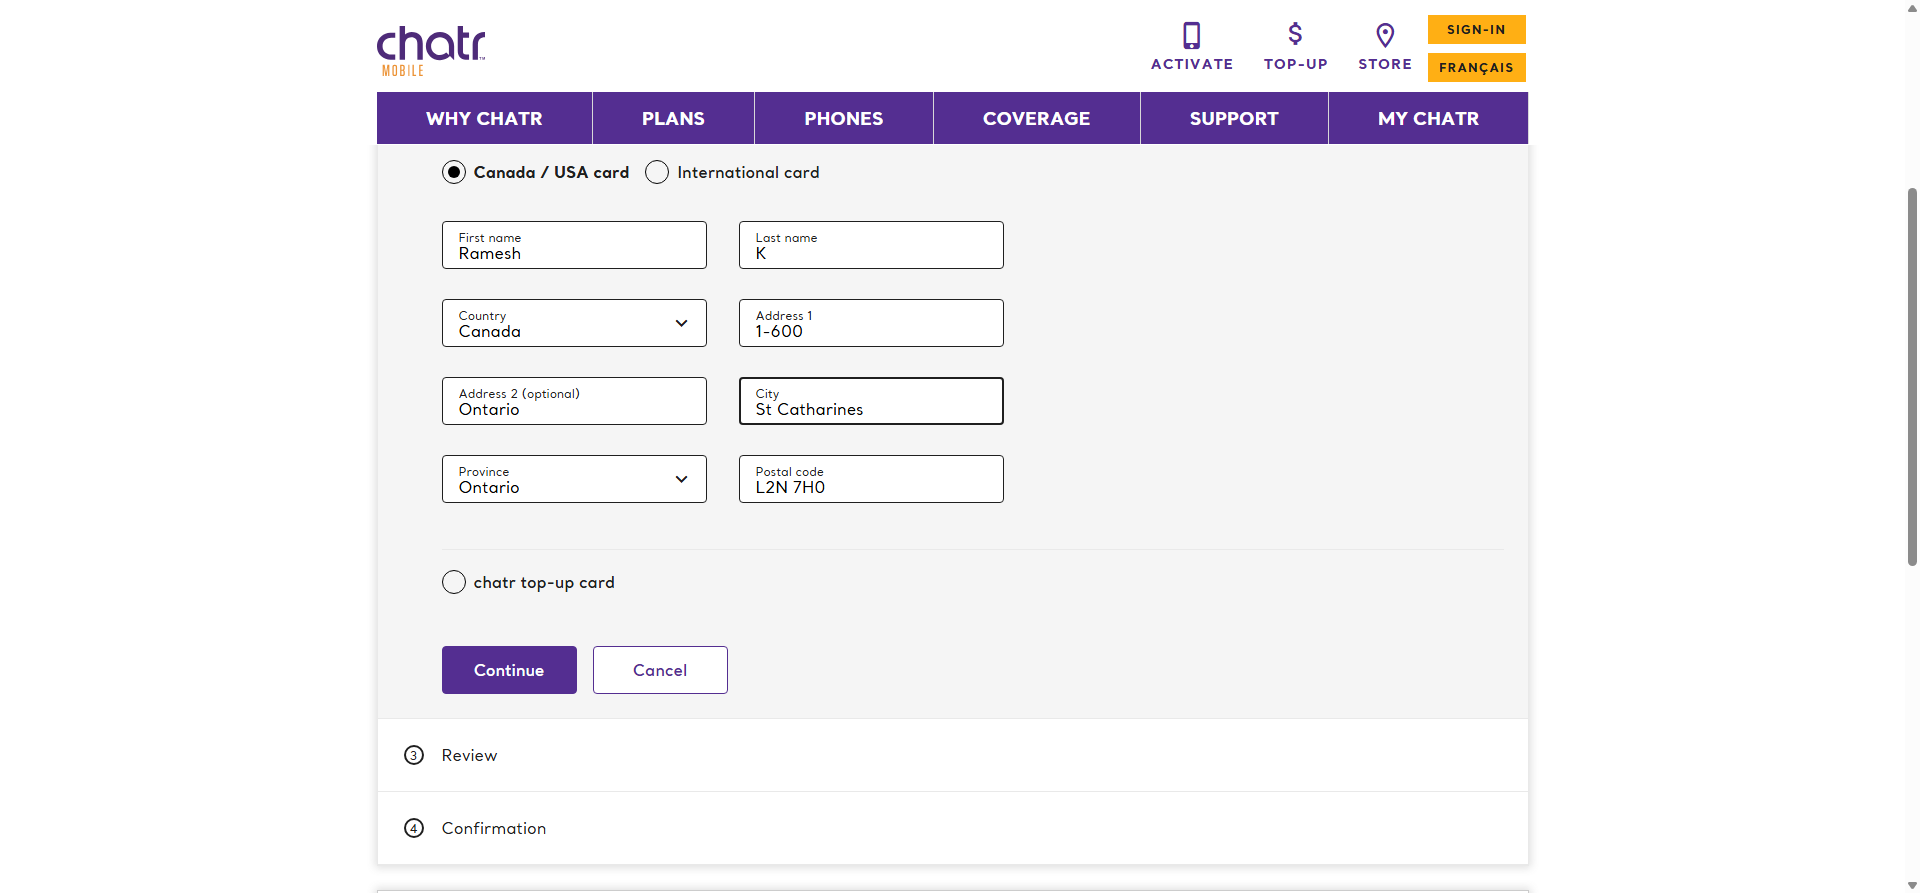 chatr
MOBILE
ACTIVATE
TOP-UP
STORE
SIGN-IN
FRANÇAIS
WHY CHATR
PLANS
PHONES
COVERAGE
SUPPORT
MY CHATR
Canada / USA card
International card
First name
Ramesh
Last name
K
Country
Canada
Address 1
1-600
Address 2 (optional)
Ontario
City
St Catharines
Province
Ontario
Postal code
L2N 7H0
chatr top-up card
Continue
Cancel
3 Review
4 Confirmation